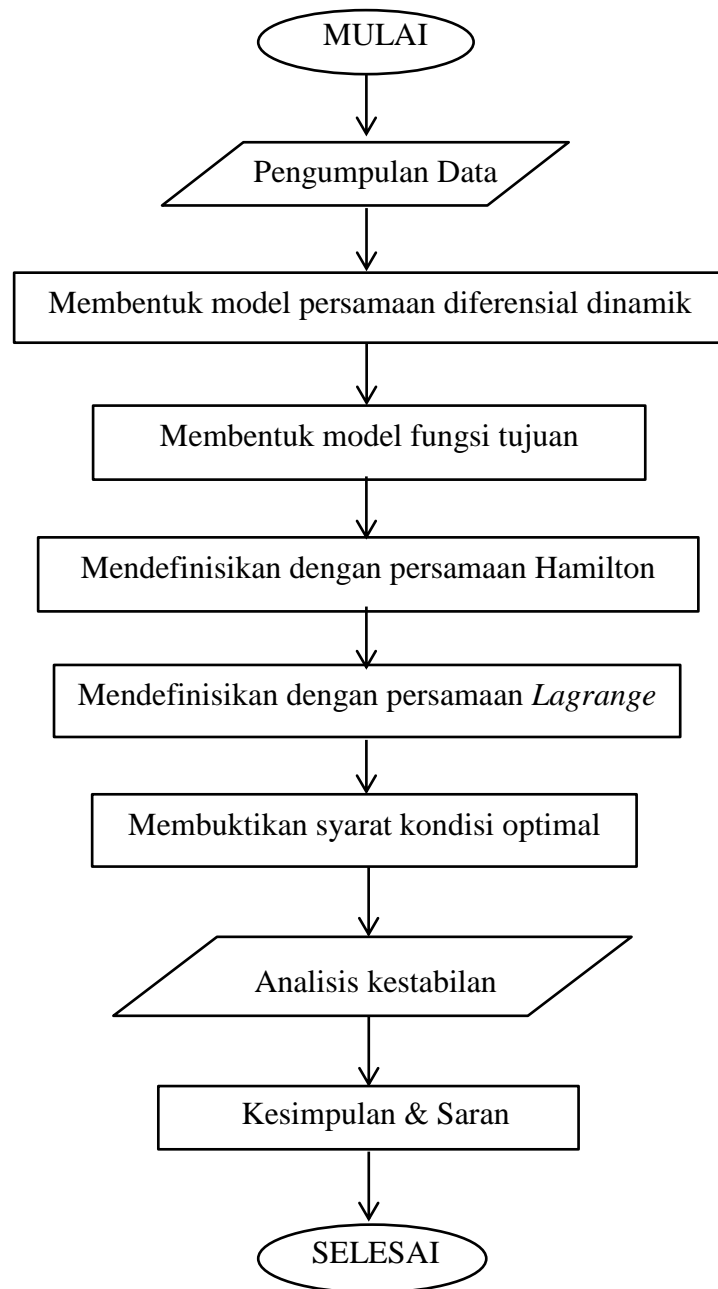 MULAI
Pengumpulan Data
Membentuk model persamaan diferensial dinamik
Membentuk model fungsi tujuan
Mendefinisikan dengan persamaan Hamilton
Mendefinisikan dengan persamaan Lagrange
Membuktikan syarat kondisi optimal
Analisis kestabilan
Kesimpulan & Saran
SELESAI